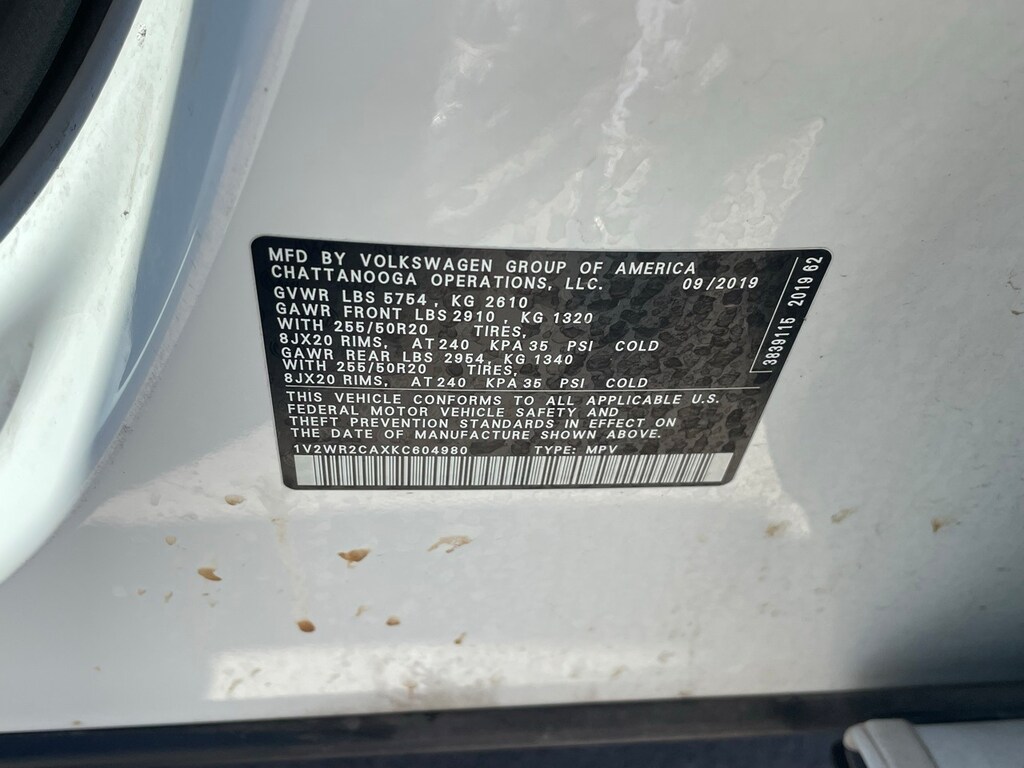 MFD BY VOLKSWAGEN GROUP OF AMERICA
CHATTANOOGA OPERATIONS, LLC. 09/2019
GVWR LBS 5754, KG 2610
GAWR FRONT LBS 2910, KG 1320
WITH 255/50R20 TIRES,
8JX20 RIMS, AT 240 KPA 35 PSI COLD
GAWR REAR LBS 2954, KG 1340
WITH 255/50R20 TIRES,
8JX20 RIMS, AT 240 KPA 35 PSI COLD
THIS VEHICLE CONFORMS TO ALL APPLICABLE U.S.
FEDERAL MOTOR VEHICLE SAFETY AND
THEFT PREVENTION STANDARDS IN EFFECT ON
THE DATE OF MANUFACTURE SHOWN ABOVE.
1V2WR2CAXKC604980 TYPE: MPV
3839115 2019 62